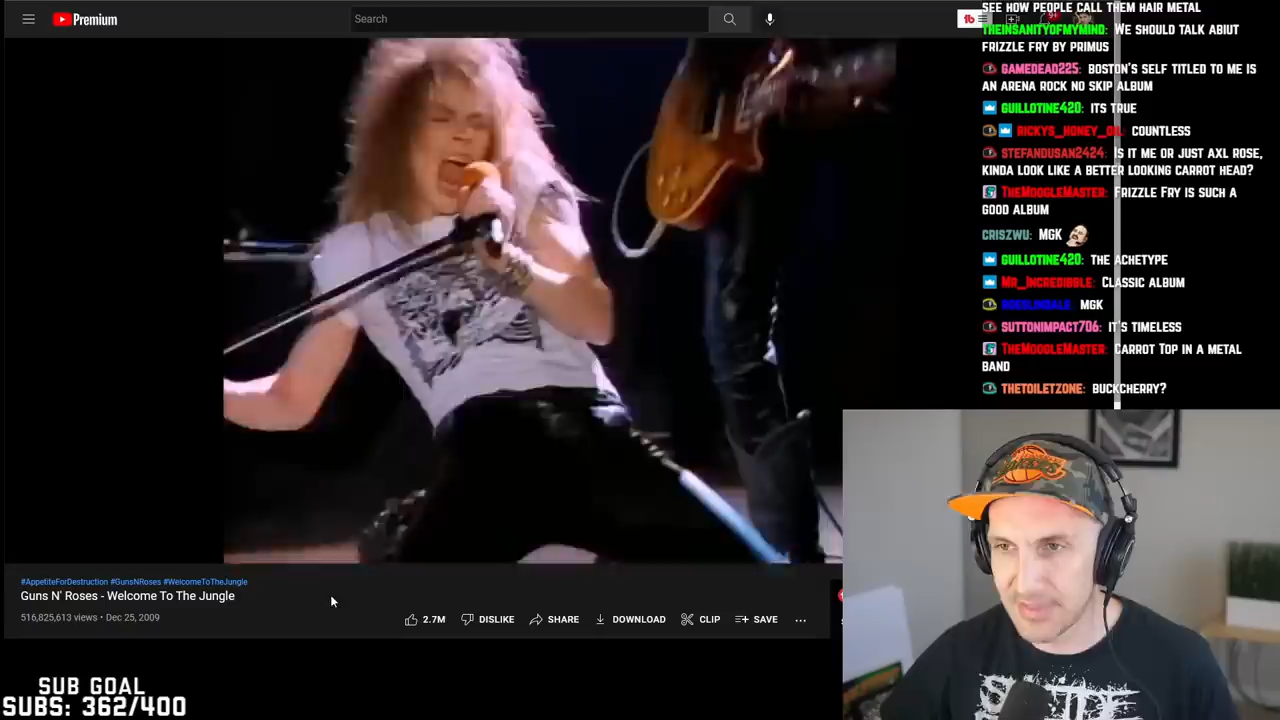 Premium
Search
9+
SEE HOW PEOPLE CALL THEM HAIR METAL
THEINSANITYOFMYMIND: WE SHOULD TALK ABIUT
FRIZZLE FRY BY PRIMUS
GAMEDEAD225: BOSTON'S SELF TITLED TO ME IS
AN ARENA ROCK NO SKIP ALBUM
GUILLOTINE420: ITS TRUE
COUNTLESS
STEFANDUSAN2424: IS IT ME OR JUST AXL ROSE,
KINDA LOOK LIKE A BETTER LOOKING CARROT HEAD?
THEMOOGLEMASTER: FRIZZLE FRY IS SUCH A
GOOD ALBUM
CRISZWU: MGK
GUILLOTINE420: THE ACHETYPE
MR_INCREDIBSLE: CLASSIC ALBUM
MGK
SUTTONIMPACT706: IT'S TIMELESS
THEMOOGLEMASTER: CARROT TOP IN A METAL
BAND
THETOILETZONE: BUCKCHERRY?
#AppetiteForDestruction #GunsNRoses #WelcomeToTheJungle
Guns N' Roses - Welcome To The Jungle
516,825,613 views • Dec 25, 2009
2.7M DISLIKE SHARE DOWNLOAD CLIP SAVE
SUB GOAL
SUBS: 362/400